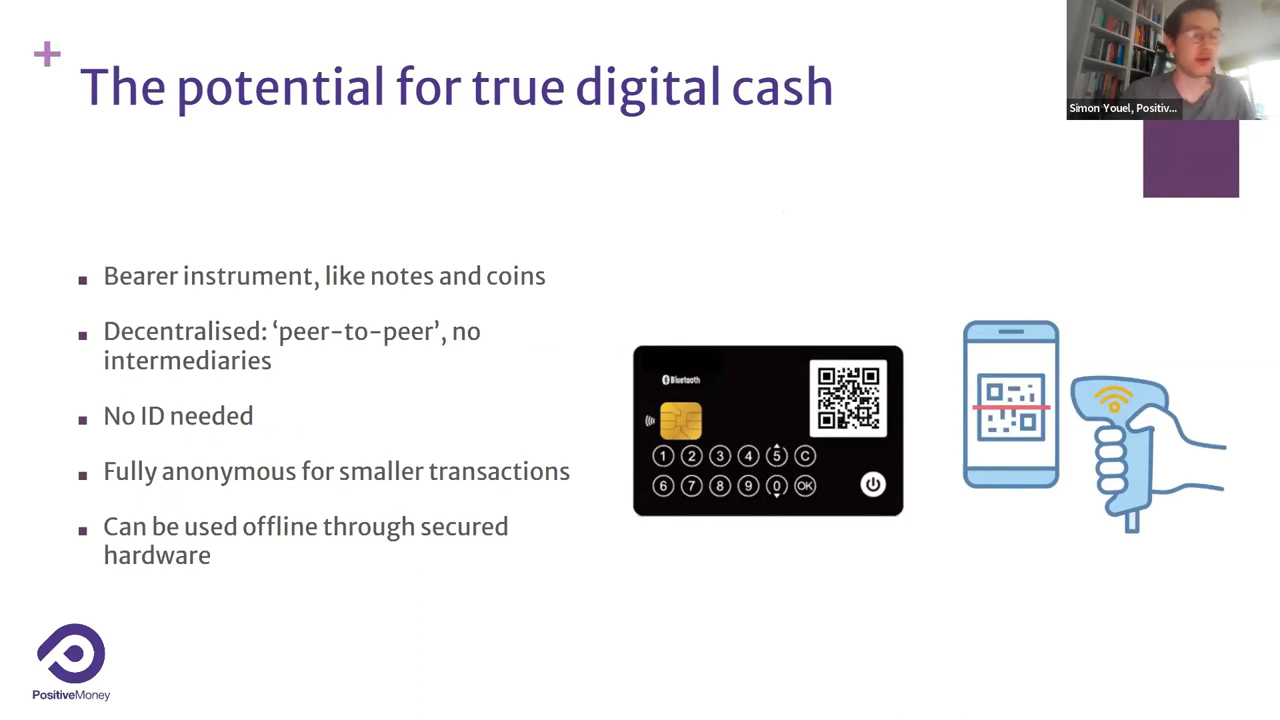 +
The potential for true digital cash
Simon Youel, Positiv...
Bearer instrument, like notes and coins
Decentralised: ‘peer-to-peer’, no
intermediaries
No ID needed
Fully anonymous for smaller transactions
Can be used offline through secured
hardware
Bluetooth
1 2 3 4 5 C
6 7 8 9 0 OK
PositiveMoney